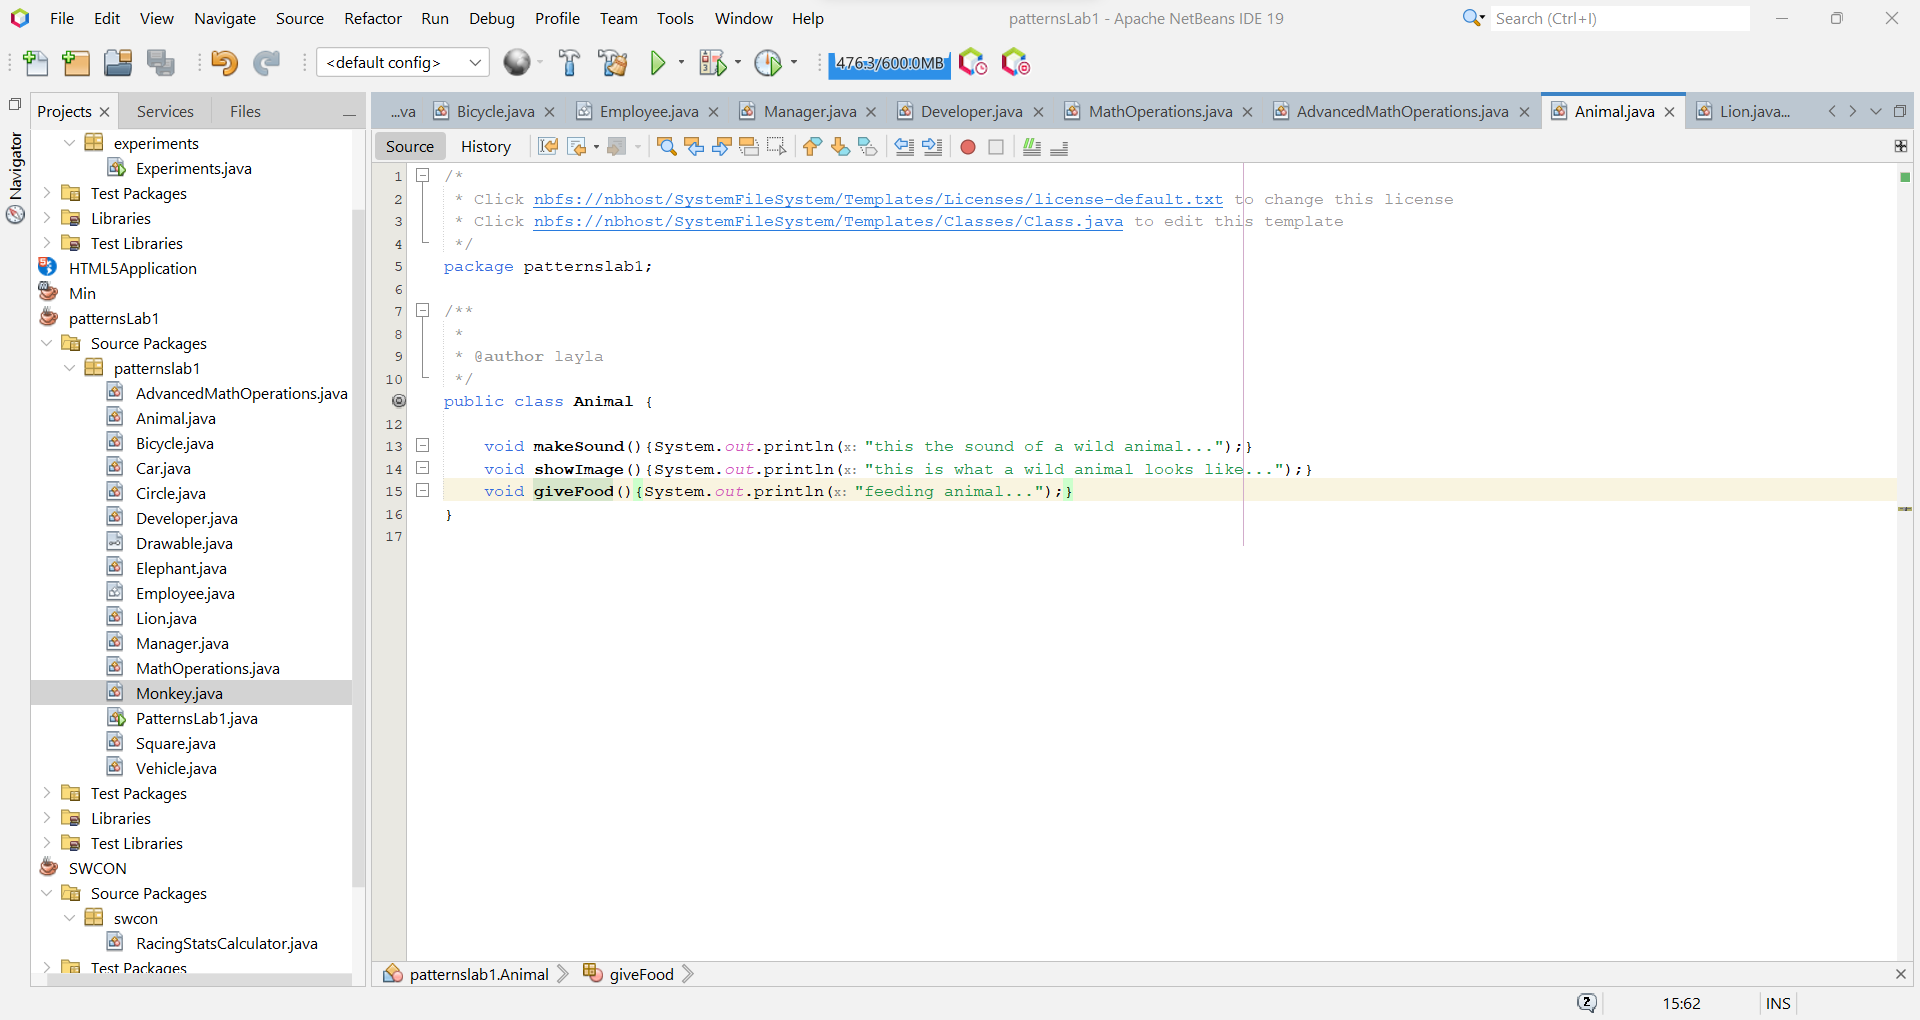 File Edit View Navigate Source Refactor Run Debug Profile Team Tools Window Help patternsLab1 - Apache NetBeans IDE 19 Search (Ctrl+I)
<default config> 476.3/600.0MB
Projects Services Files
...va Bicycle.java Employee.java Manager.java Developer.java MathOperations.java AdvancedMathOperations.java Animal.java Lion.java...
Source History
Navigator
experiments
Experiments.java
Test Packages
Libraries
Test Libraries
HTML5Application
Min
patternsLab1
Source Packages
patternslab1
AdvancedMathOperations.java
Animal.java
Bicycle.java
Car.java
Circle.java
Developer.java
Drawable.java
Elephant.java
Employee.java
Lion.java
Manager.java
MathOperations.java
Monkey.java
PatternsLab1.java
Square.java
Vehicle.java
Test Packages
Libraries
Test Libraries
SWCON
Source Packages
swcon
RacingStatsCalculator.java
Test Packages
1 /*
2 * Click nbfs://nbhost/SystemFileSystem/Templates/Licenses/license-default.txt to change this license
3 * Click nbfs://nbhost/SystemFileSystem/Templates/Classes/Class.java to edit this template
4 */
5 package patternslab1;
6
7 /**
8 *
9 * @author layla
10 */
public class Animal {
12
13 void makeSound(){System.out.println(x: "this the sound of a wild animal...");}
14 void showImage(){System.out.println(x: "this is what a wild animal looks like...");}
15 void giveFood(){System.out.println(x: "feeding animal...");}
16 }
17
patternslab1.Animal giveFood
2 15:62 INS